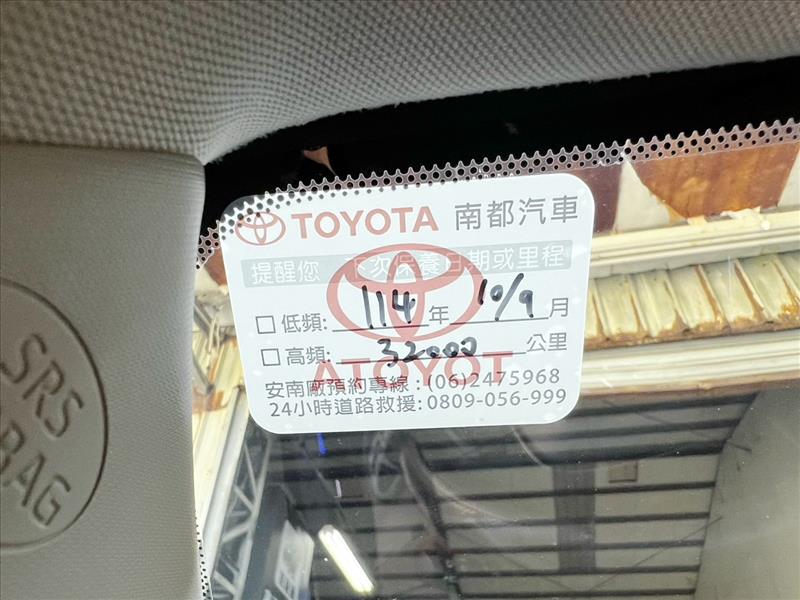 TOYOTA 南都汽車
提醒您 下次保養日期或里程
☐ 低頻: 114 年 10/9 月
☐ 高頻: 32000 公里
ATOYOT
安南廠預約專線：(06)2475968
24小時道路救援: 0809-056-999
SRS
BAG